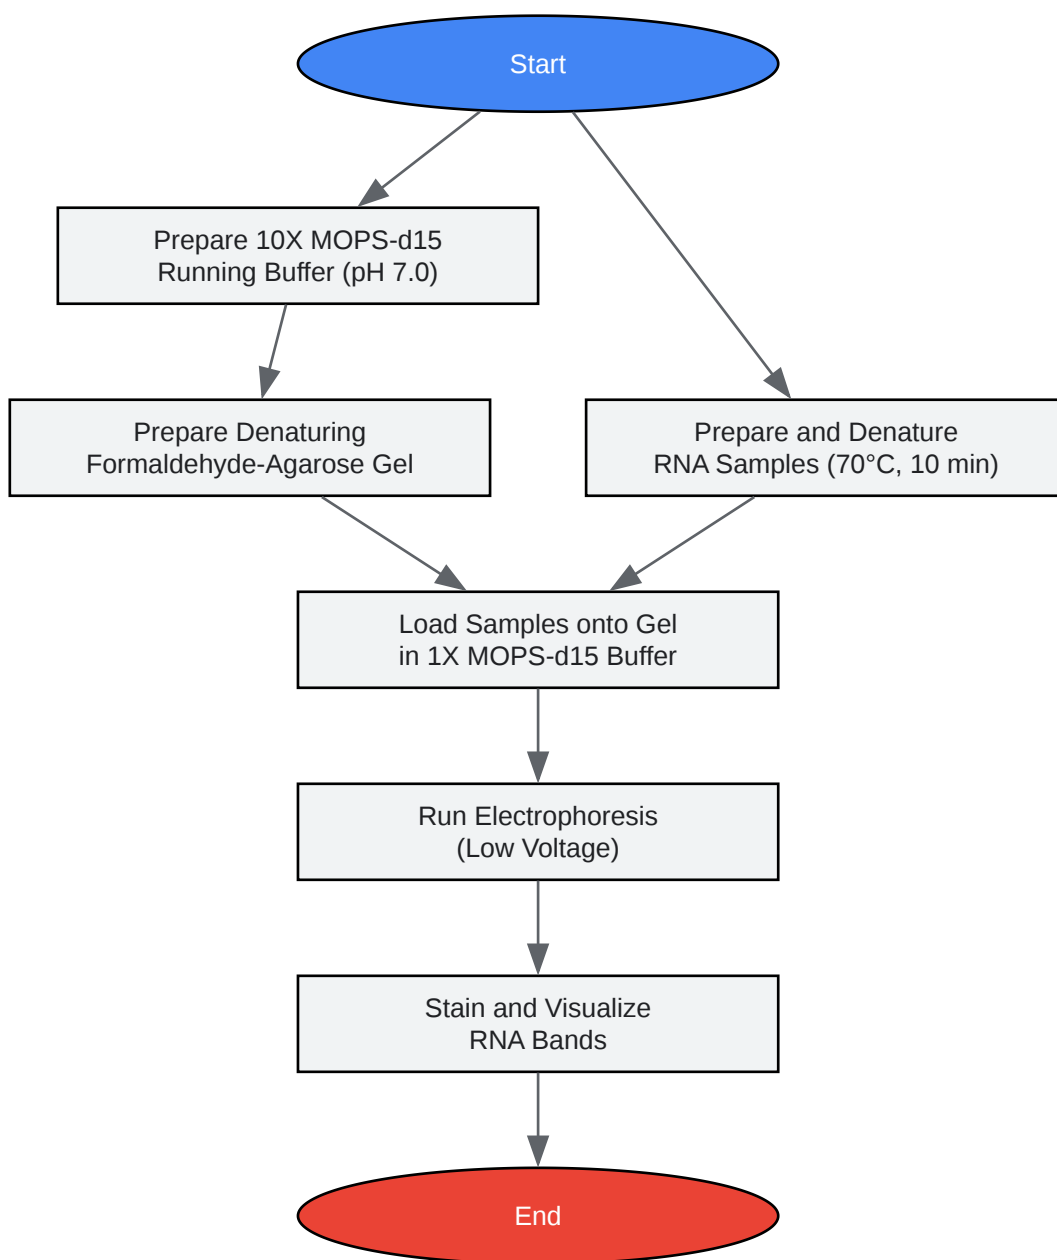 Start
Prepare 10X MOPS-d15
Running Buffer (pH 7.0)
Prepare Denaturing
Formaldehyde-Agarose Gel
Prepare and Denature
RNA Samples (70°C, 10 min)
Load Samples onto Gel
in 1X MOPS-d15 Buffer
Run Electrophoresis
(Low Voltage)
Stain and Visualize
RNA Bands
End